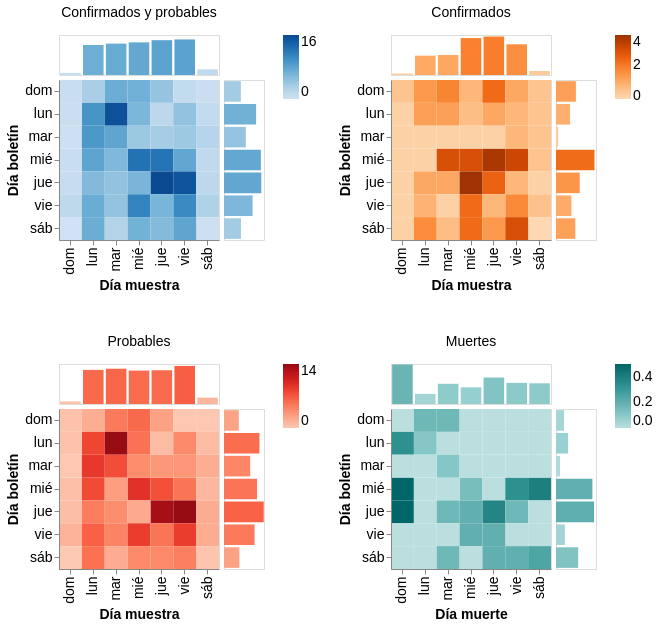 Confirmados y probables
16
0
dom
lun
mar
mié
jue
vie
sáb
Día boletín
dom
lun
mar
mié
jue
vie
sáb
Día muestra
Confirmados
4
2
0
dom
lun
mar
mié
jue
vie
sáb
Día boletín
dom
lun
mar
mié
jue
vie
sáb
Día muestra
Probables
14
0
dom
lun
mar
mié
jue
vie
sáb
Día boletín
dom
lun
mar
mié
jue
vie
sáb
Día muestra
Muertes
0.4
0.2
0.0
dom
lun
mar
mié
jue
vie
sáb
Día boletín
dom
lun
mar
mié
jue
vie
sáb
Día muerte